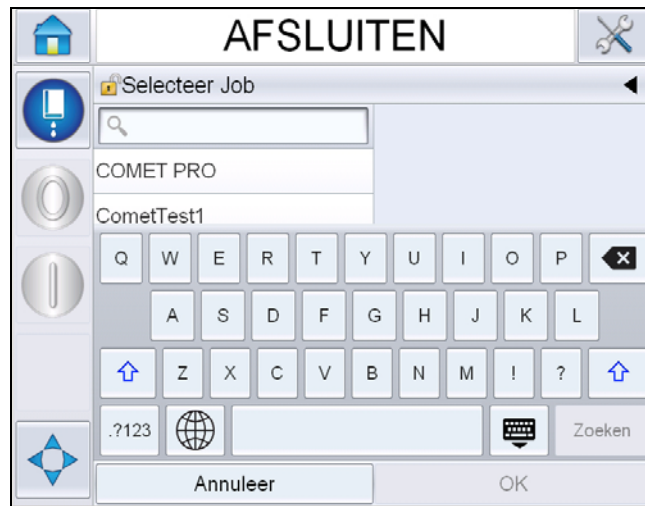 AFSLUITEN
Selecteer Job
COMET PRO
CometTest1
Q W E R T Y U I O P
A S D F G H J K L
Z X C V B N M ! ?
.?123 Zoeken
Annuleer OK